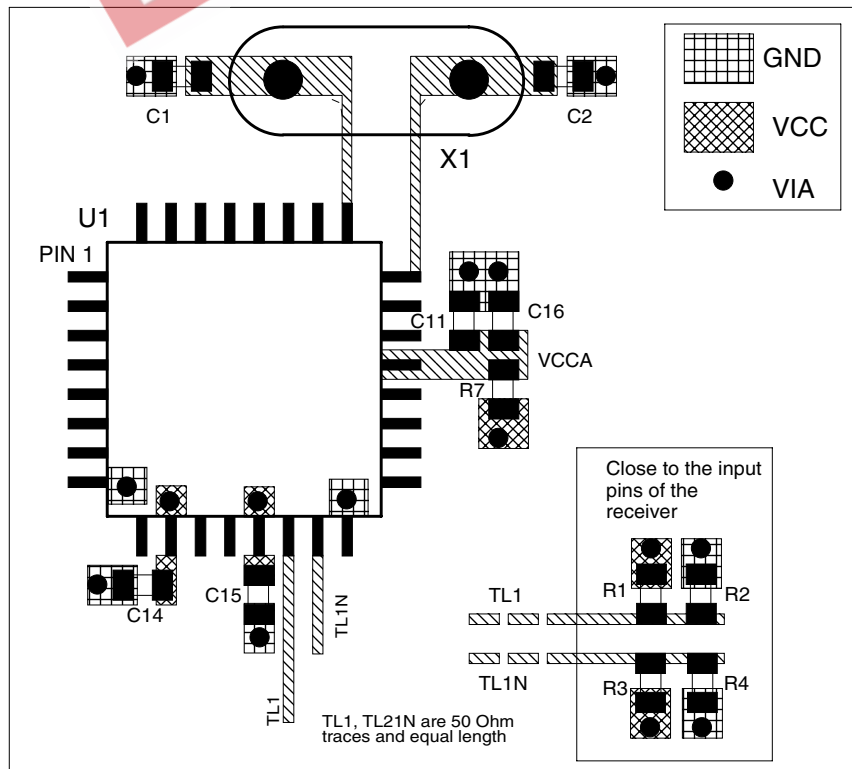 GND
C1
C2
VCC
X1
VIA
U1
PIN 1
C11
C16
VCCA
R7
Close to the input
pins of the
receiver
C14
C15
TL1N
TL1
R1
R2
TL1
TL1N
R3
R4
TL1, TL21N are 50 Ohm
traces and equal length